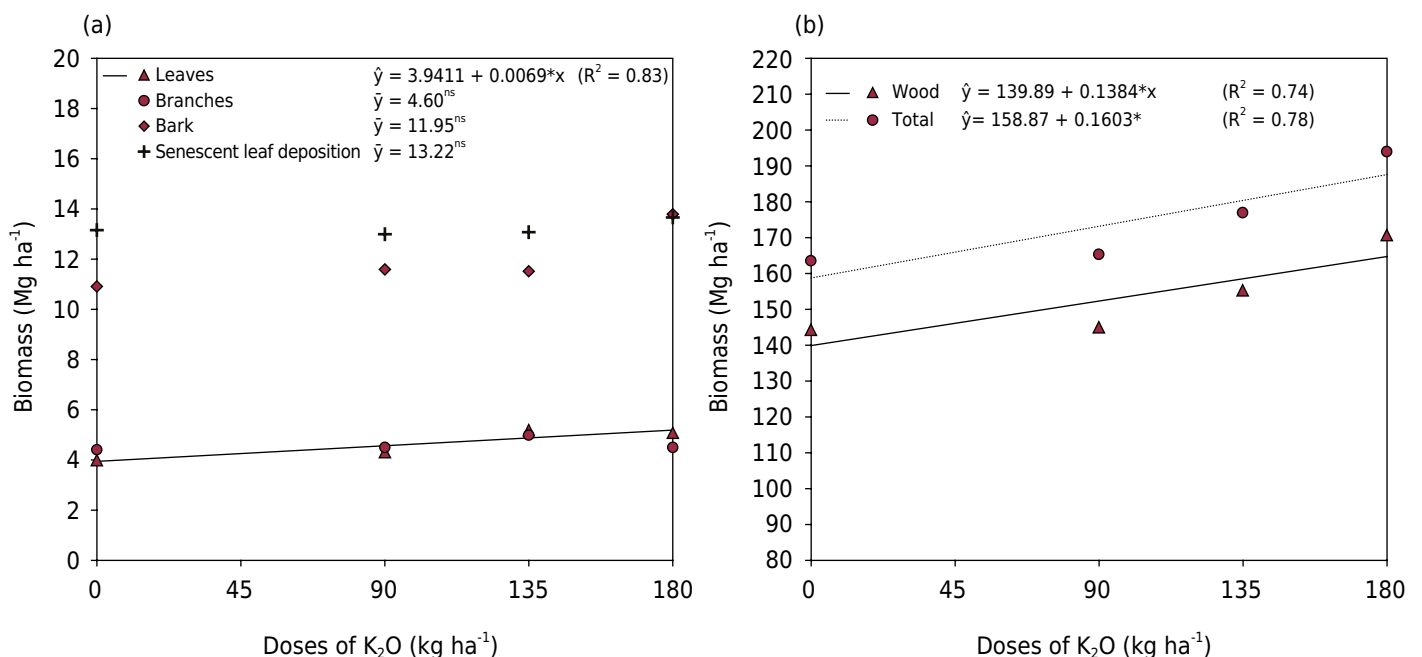 (a)
20
18
16
14
12
10
8
6
4
2
0
Biomass (Mg ha⁻¹)
Leaves ŷ = 3.9411 + 0.0069*x (R² = 0.83)
Branches ȳ = 4.60ⁿˢ
Bark ȳ = 11.95ⁿˢ
Senescent leaf deposition ȳ = 13.22ⁿˢ
0 45 90 135 180
Doses of K₂O (kg ha⁻¹)
(b)
220
210
200
190
180
170
160
150
140
130
120
110
100
90
80
Biomass (Mg ha⁻¹)
Wood ŷ = 139.89 + 0.1384*x (R² = 0.74)
Total ŷ= 158.87 + 0.1603* (R² = 0.78)
0 45 90 135 180
Doses of K₂O (kg ha⁻¹)